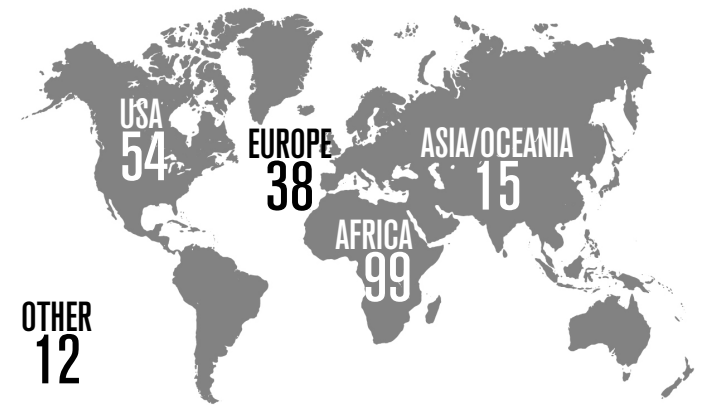 USA
54
EUROPE
38
ASIA/OCEANIA
15
AFRICA
99
OTHER
12